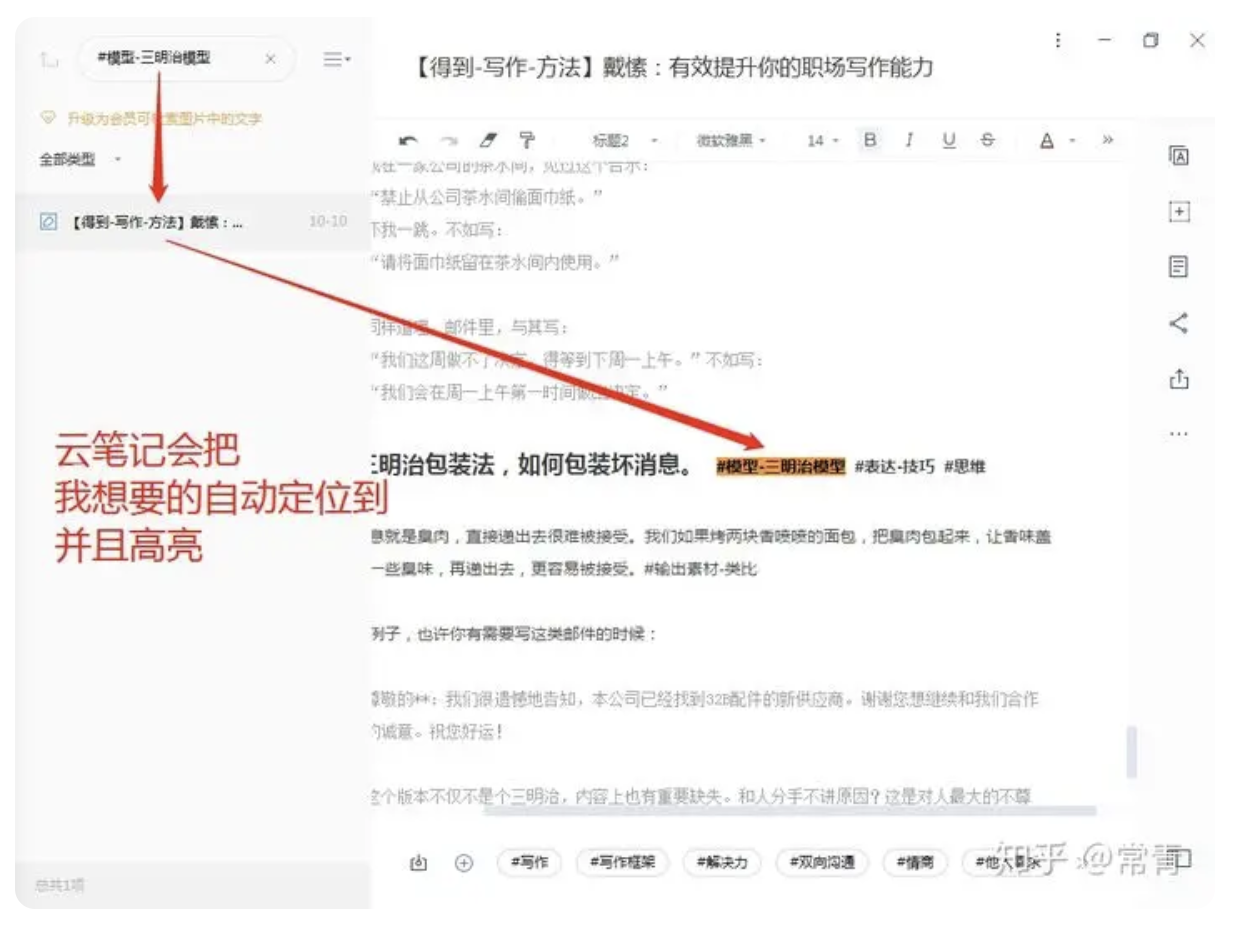 #模型-三明治模型
升级为会员可
索图片中的文字
全部类型
【得到-写作-方法】戴愫：...
10-10
云笔记会把
我想要的自动定位到
并且高亮
总共1项
【得到-写作-方法】戴愫：有效提升你的职场写作能力
标题2 微软雅黑 14 B I U S A »
在一家公司的茶水间，见过这个告示：
“禁止从公司茶水间偷面巾纸。”
吓我一跳。不如写：
“请将面巾纸留在茶水间内使用。”
同样道理，邮件里，与其写：
“我们这周做不了决定，得等到下周一上午。”不如写：
“我们会在周一上午第一时间做出决定。”
三明治包装法，如何包装坏消息。 #模型-三明治模型 #表达-技巧 #思维
息就是臭肉，直接递出去很难被接受。我们如果烤两块香喷喷的面包，把臭肉包起来，让香味盖
一些臭味，再递出去，更容易被接受。#输出素材-类比
例子，也许你有需要写这类邮件的时候：
尊敬的**：我们很遗憾地告知，本公司已经找到32B配件的新供应商。谢谢您想继续和我们合作
的诚意。祝您好运！
这个版本不仅不是个三明治，内容上也有重要缺失。和人分手不讲原因？这是对人最大的不尊
#写作 #写作框架 #解决力 #双向沟通 #情商
知乎 @常青